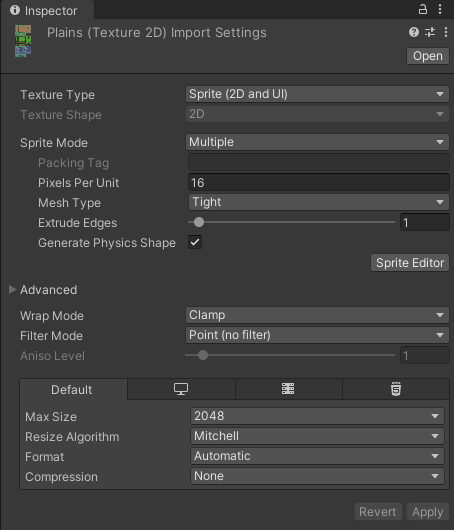 Inspector
Plains (Texture 2D) Import Settings
Open
Texture Type Sprite (2D and UI)
Texture Shape 2D
Sprite Mode Multiple
Packing Tag
Pixels Per Unit 16
Mesh Type Tight
Extrude Edges 1
Generate Physics Shape
Sprite Editor
Advanced
Wrap Mode Clamp
Filter Mode Point (no filter)
Aniso Level 1
Default
Max Size 2048
Resize Algorithm Mitchell
Format Automatic
Compression None
Revert Apply